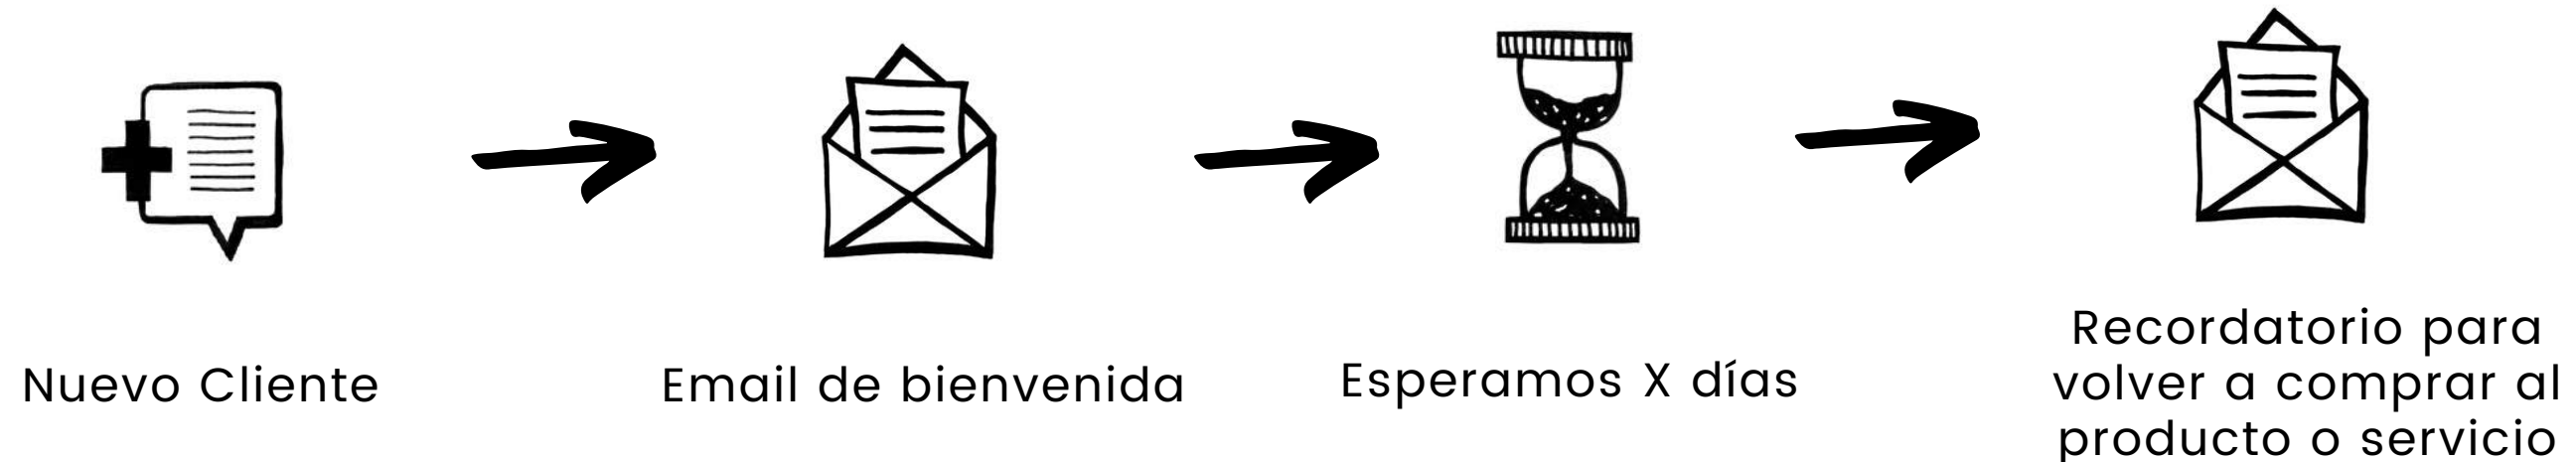 Nuevo Cliente
Email de bienvenida
Esperamos X días
Recordatorio para
volver a comprar al
producto o servicio